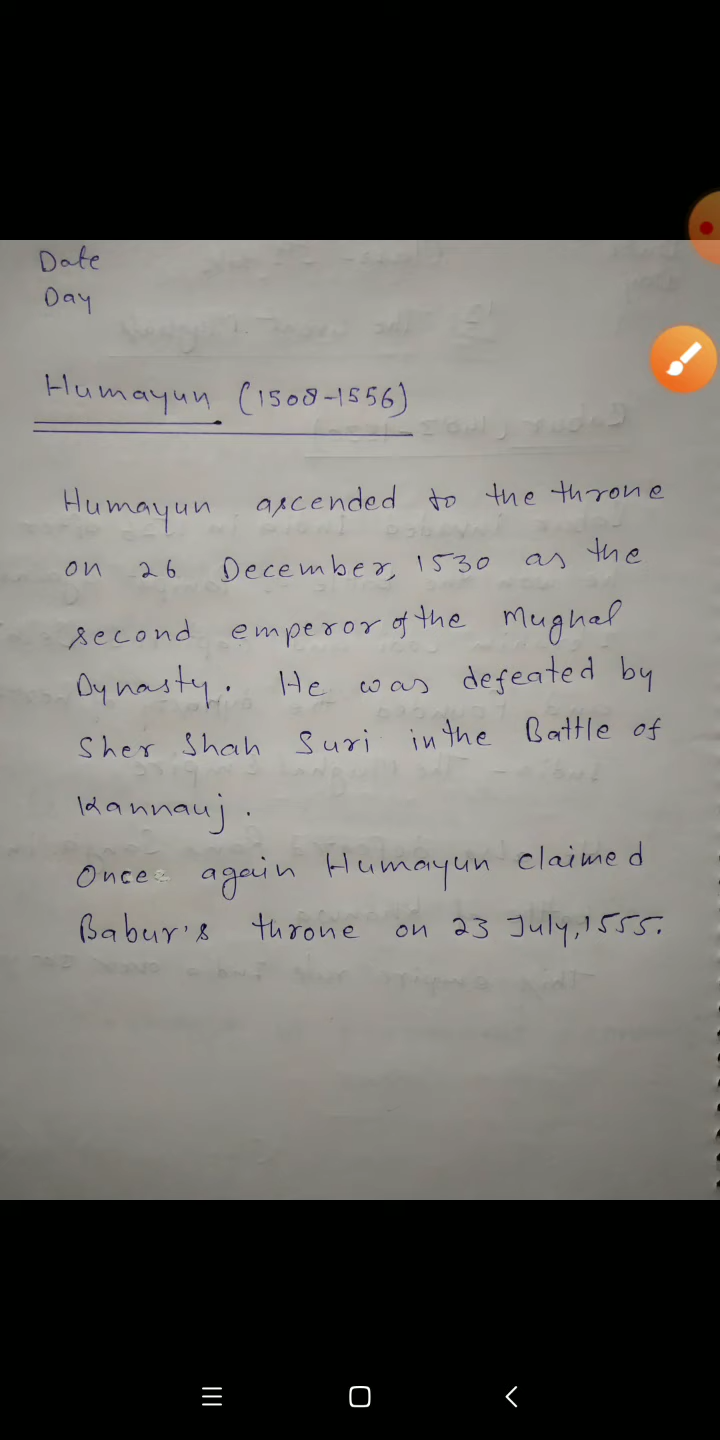 Date
Day
Humayun (1508-1556)
Humayun ascended to the throne
on 26 December, 1530 as the
second emperor of the Mughal
Dynasty. He was defeated by
Sher Shah Suri in the Battle of
Kannauj.
Once again Humayun claimed
Babur's throne on 23 July, 1555.